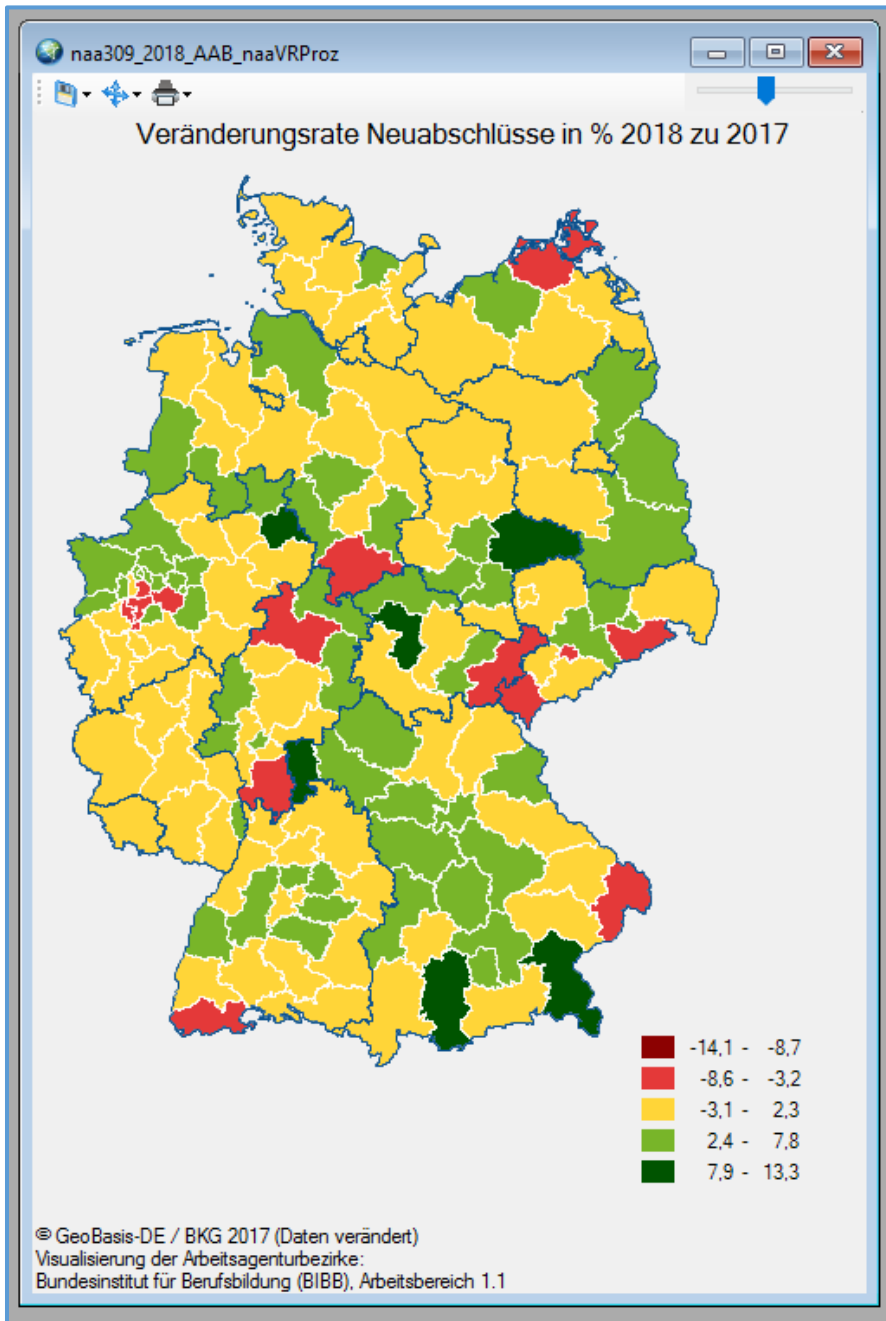 naa309_2018_AAB_naaVRProz
Veränderungsrate Neuabschlüsse in % 2018 zu 2017
-14,1 - -8,7
-8,6 - -3,2
-3,1 - 2,3
2,4 - 7,8
7,9 - 13,3
© GeoBasis-DE / BKG 2017 (Daten verändert)
Visualisierung der Arbeitsagenturbezirke:
Bundesinstitut für Berufsbildung (BIBB), Arbeitsbereich 1.1